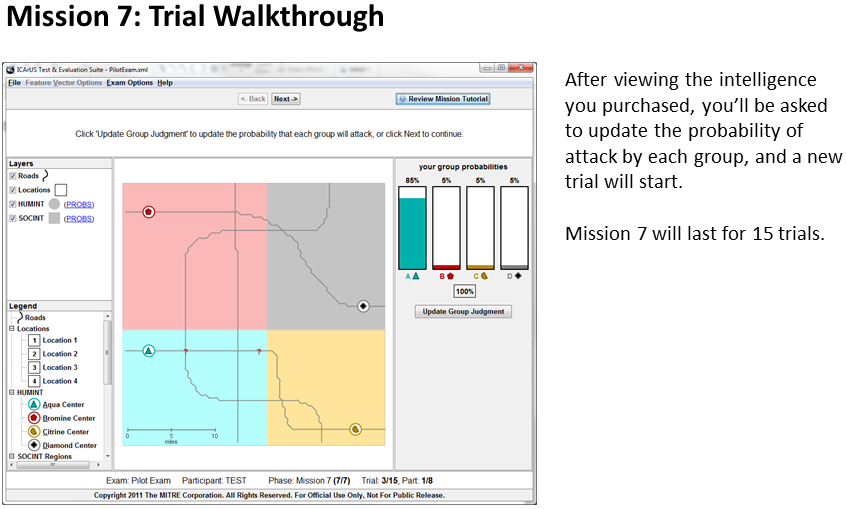 Mission 7: Trial Walkthrough
ICArUS Test & Evaluation Suite - PilotExam.xml
File Feature Vector Options Exam Options Help
<- Back Next -> Review Mission Tutorial
Click 'Update Group Judgment' to update the probability that each group will attack, or click Next to continue.
Layers
Roads
Locations
HUMINT (PROBS)
SOCINT (PROBS)
Legend
Roads
Locations
1 Location 1
2 Location 2
3 Location 3
4 Location 4
HUMINT
Aqua Center
Bromine Center
Citrine Center
Diamond Center
SOCINT Regions
? ?
0 5 10
miles
your group probabilities
85% 5% 5% 5%
A B C D
100%
Update Group Judgment
Exam: Pilot Exam Participant: TEST Phase: Mission 7 (7/7) Trial: 3/15, Part: 1/8
Copyright 2011 The MITRE Corporation. All Rights Reserved. For Official Use Only, Not For Public Release.
After viewing the intelligence
you purchased, you’ll be asked
to update the probability of
attack by each group, and a new
trial will start.
Mission 7 will last for 15 trials.